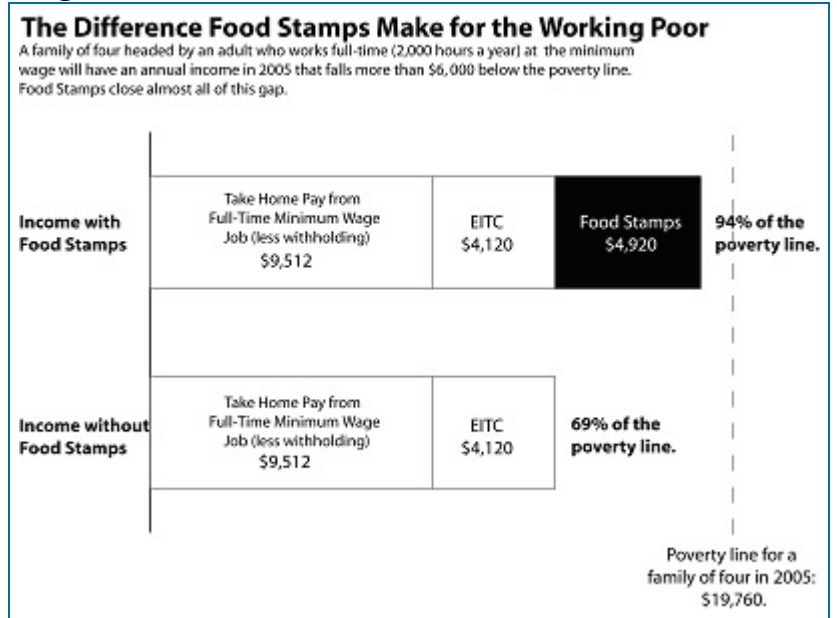 The Difference Food Stamps Make for the Working Poor
A family of four headed by an adult who works full-time (2,000 hours a year) at the minimum
wage will have an annual income in 2005 that falls more than $6,000 below the poverty line.
Food Stamps close almost all of this gap.
Income with
Food Stamps
Take Home Pay from
Full-Time Minimum Wage
Job (less withholding)
$9,512
EITC
$4,120
Food Stamps
$4,920
94% of the
poverty line.
Income without
Food Stamps
Take Home Pay from
Full-Time Minimum Wage
Job (less withholding)
$9,512
EITC
$4,120
69% of the
poverty line.
Poverty line for a
family of four in 2005:
$19,760.